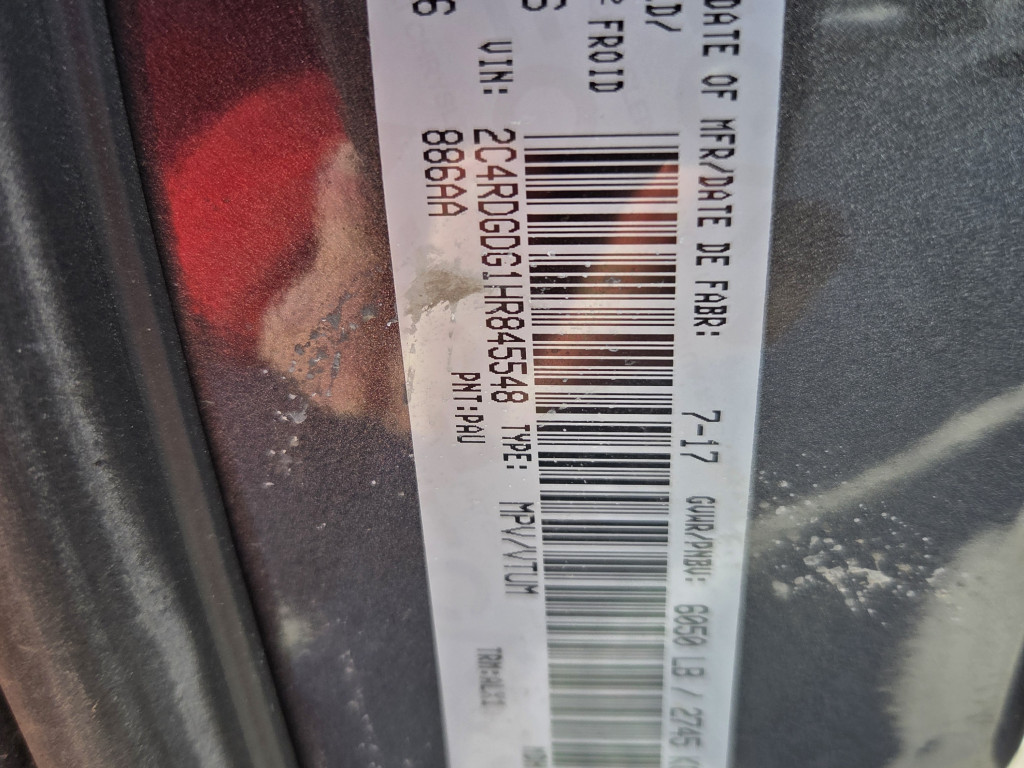 DATE OF MFR/DATE DE FABR: 7-17 GVWR/PNBV: 6050 LB / 2745
FROID
VIN: 2C4RDGDG1HR845548 TYPE: MPV/VTUM
886AA PNT:PAU